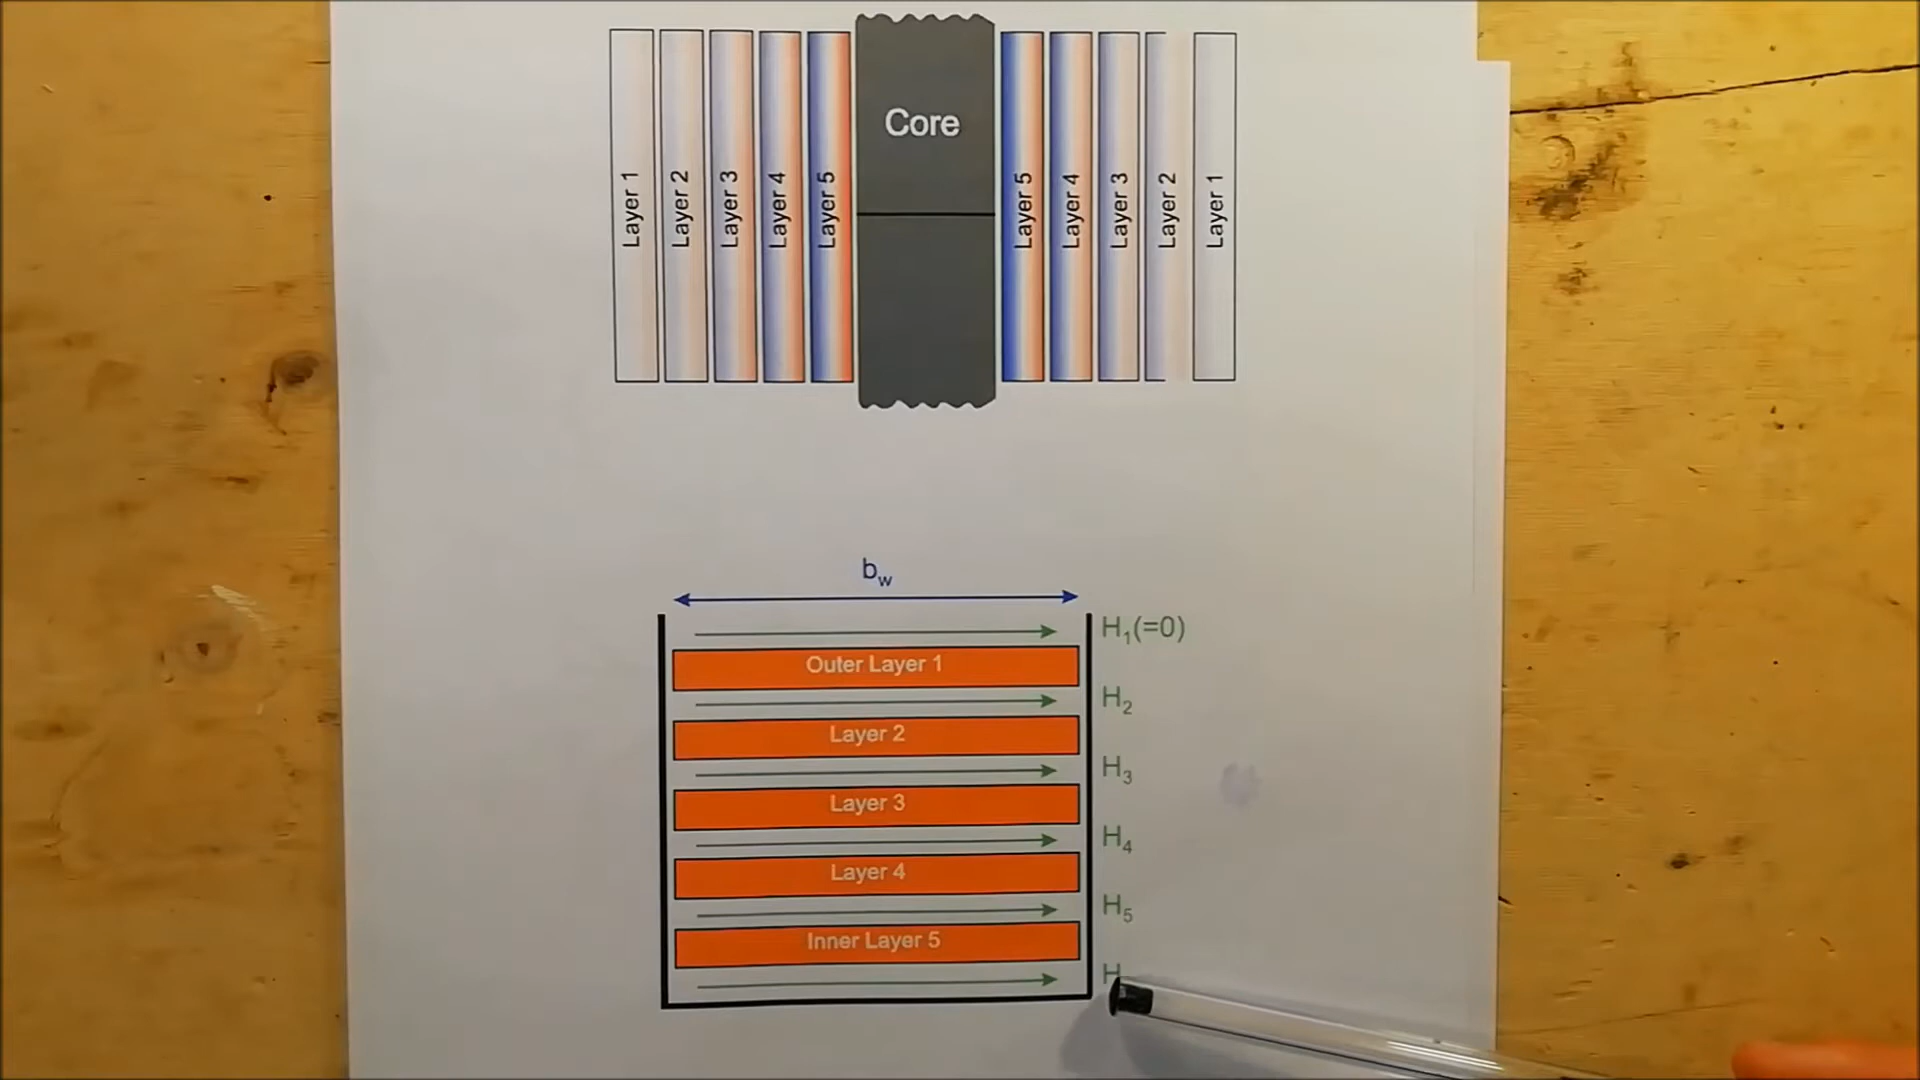 Layer 1
Layer 2
Layer 3
Layer 4
Layer 5
Core
Layer 5
Layer 4
Layer 3
Layer 2
Layer 1
bw
H1(=0)
Outer Layer 1
H2
Layer 2
H3
Layer 3
H4
Layer 4
H5
Inner Layer 5
H